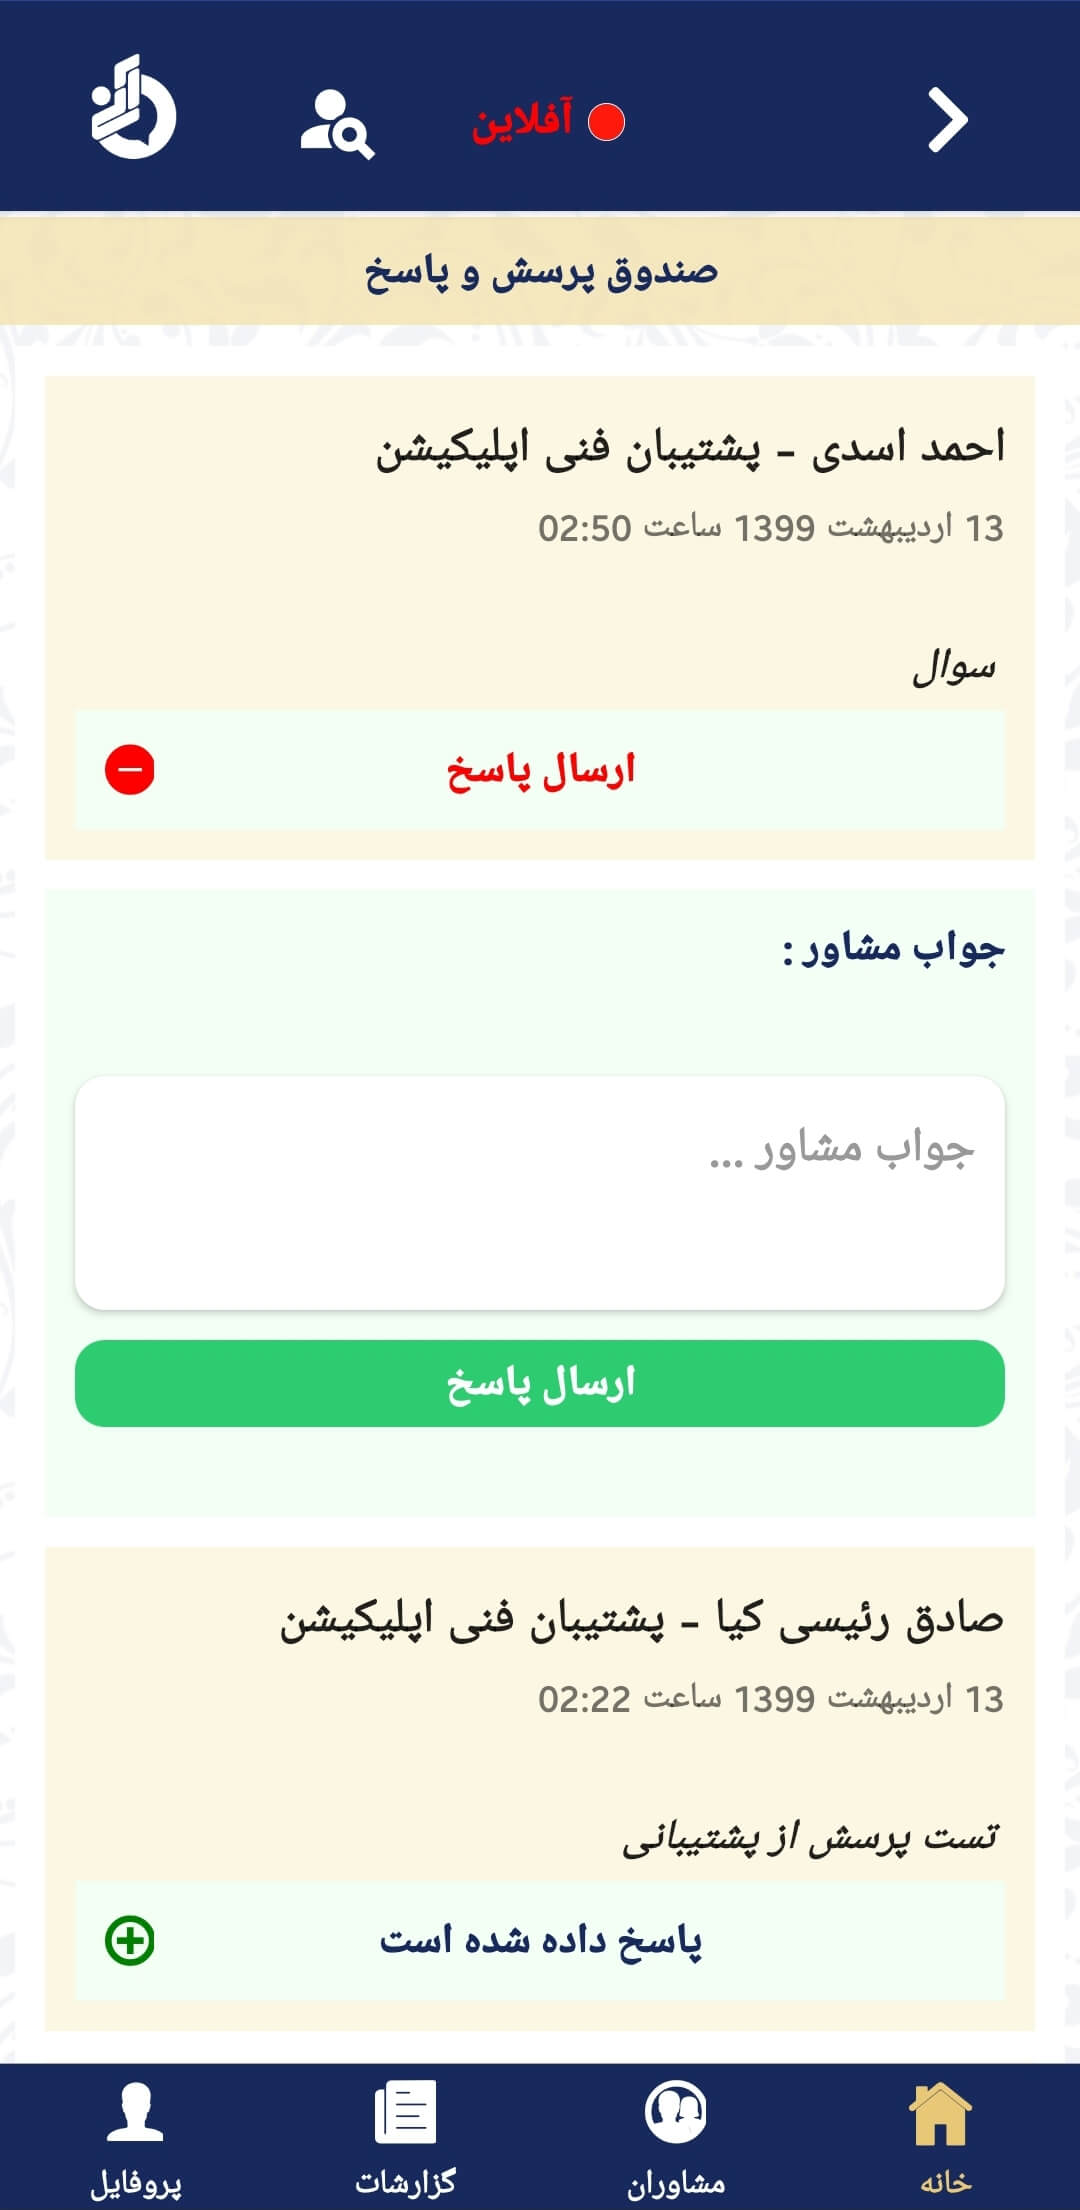 آفلاین
صندوق پرسش و پاسخ
احمد اسدی - پشتیبان فنی اپلیکیشن
13 اردیبهشت 1399 ساعت 02:50
سوال
ارسال پاسخ
جواب مشاور :
جواب مشاور ...
ارسال پاسخ
صادق رئیسی کیا - پشتیبان فنی اپلیکیشن
13 اردیبهشت 1399 ساعت 02:22
تست پرسش از پشتیبانی
پاسخ داده شده است
خانه
مشاوران
گزارشات
پروفایل